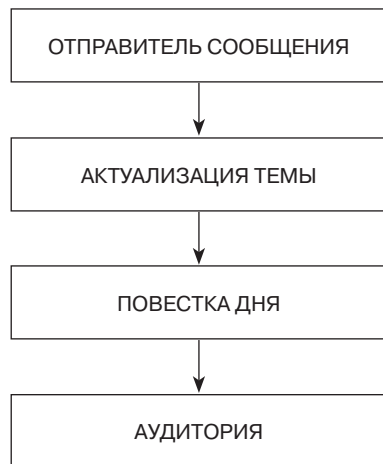 ОТПРАВИТЕЛЬ СООБЩЕНИЯ
АКТУАЛИЗАЦИЯ ТЕМЫ
ПОВЕСТКА ДНЯ
АУДИТОРИЯ